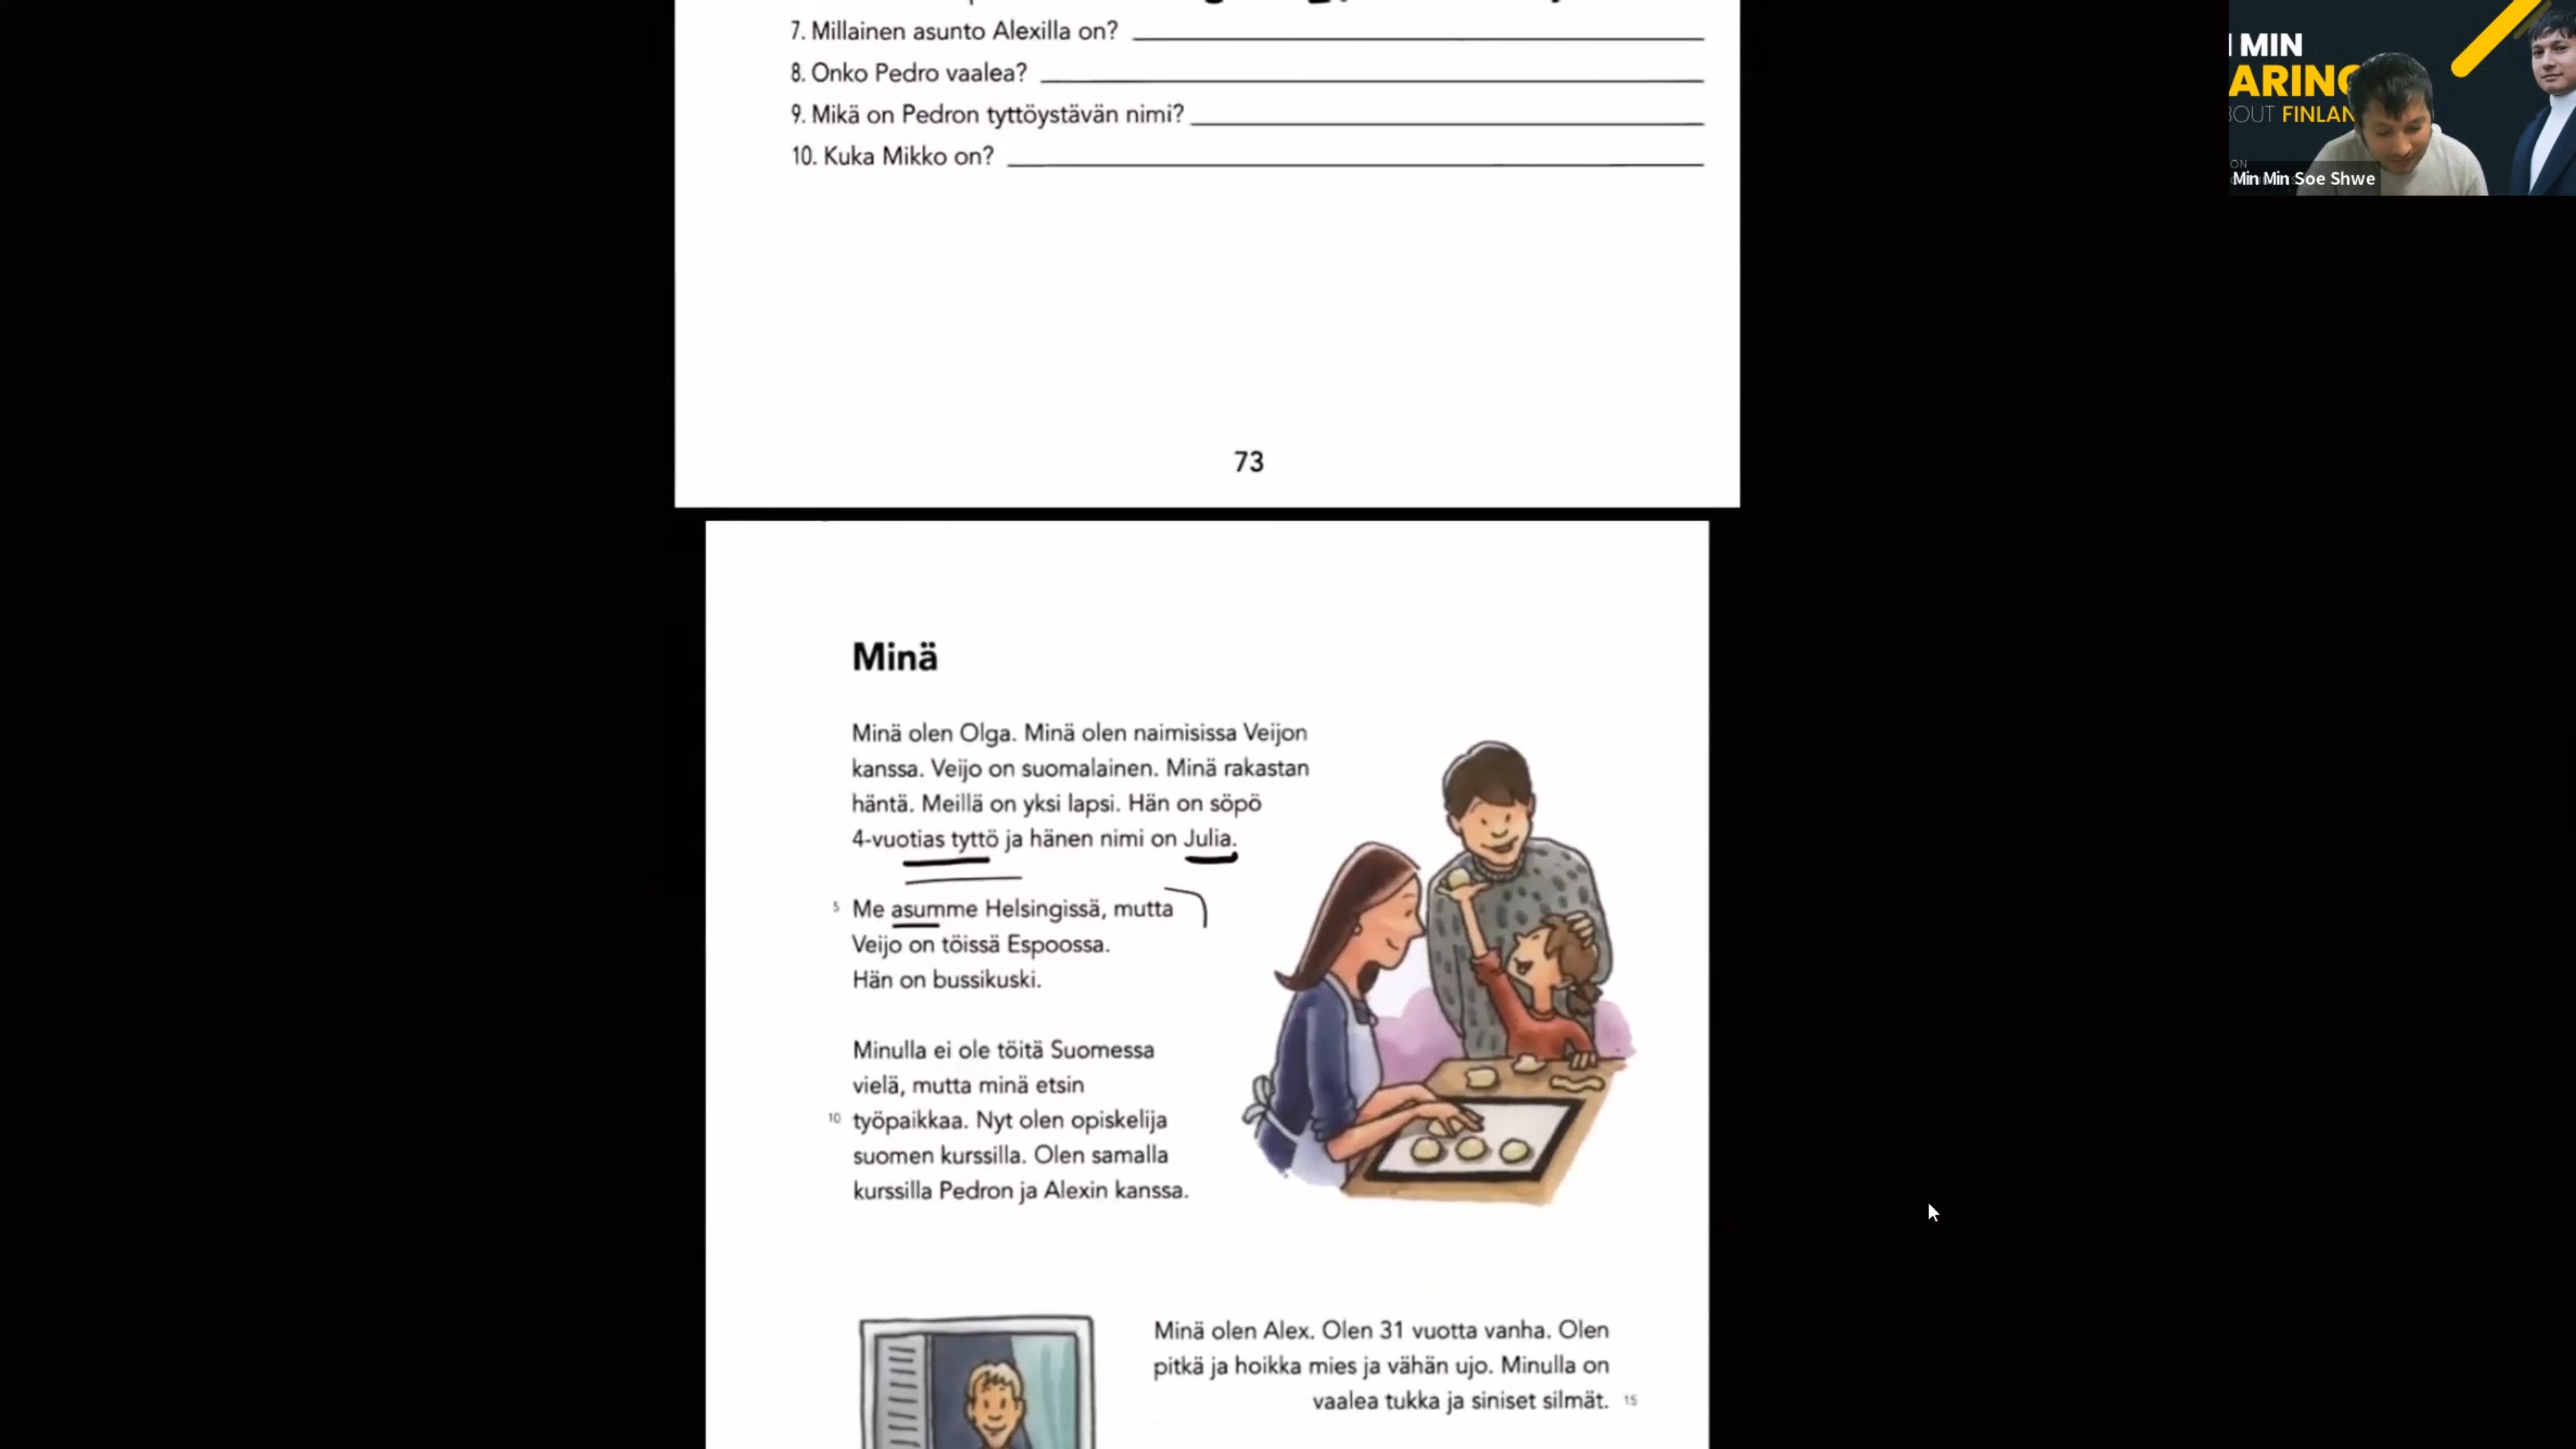 7. Millainen asunto Alexilla on?
8. Onko Pedro vaalea?
9. Mikä on Pedron tyttöystävän nimi?
10. Kuka Mikko on?
73
MIN
ARING
BOUT FINLAN
ON
Min Min Soe Shwe
Minä
Minä olen Olga. Minä olen naimisissa Veijon
kanssa. Veijo on suomalainen. Minä rakastan
häntä. Meillä on yksi lapsi. Hän on söpö
4-vuotias tyttö ja hänen nimi on Julia.
5 Me asumme Helsingissä, mutta
Veijo on töissä Espoossa.
Hän on bussikuski.
Minulla ei ole töitä Suomessa
vielä, mutta minä etsin
10 työpaikkaa. Nyt olen opiskelija
suomen kurssilla. Olen samalla
kurssilla Pedron ja Alexin kanssa.
Minä olen Alex. Olen 31 vuotta vanha. Olen
pitkä ja hoikka mies ja vähän ujo. Minulla on
vaalea tukka ja siniset silmät. 15